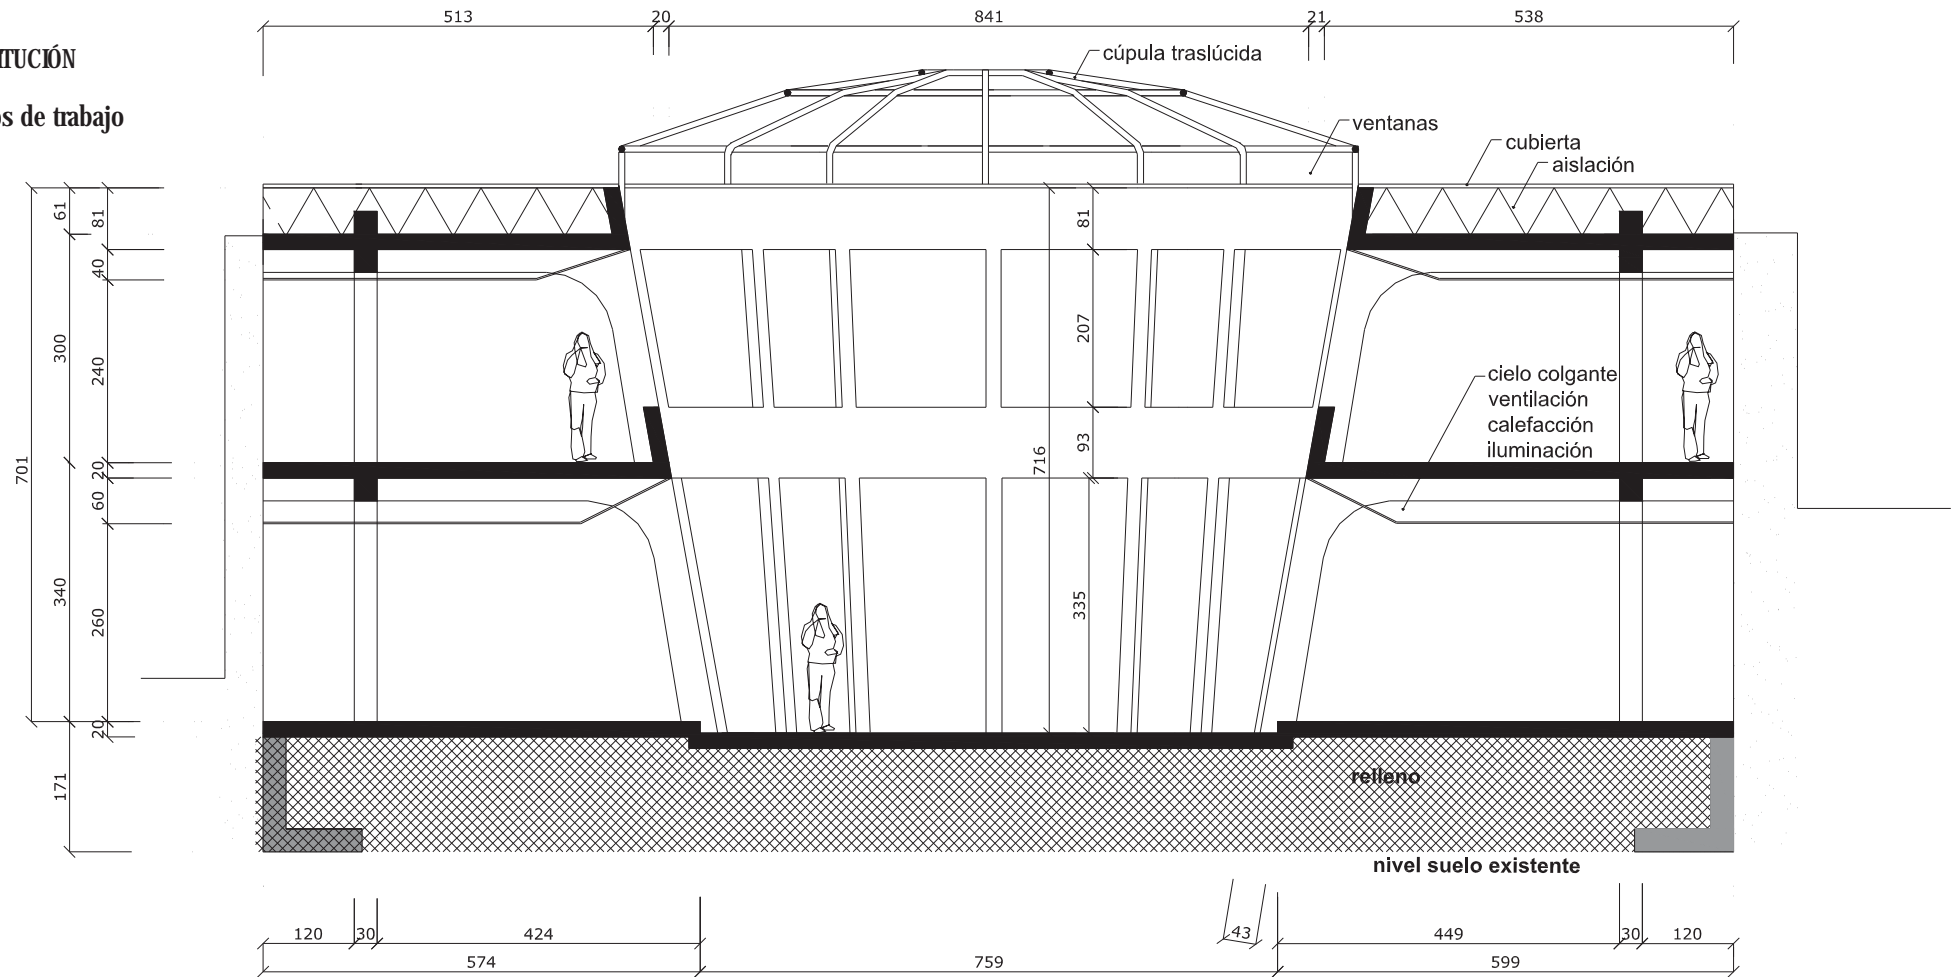 513 20 841 21 538
TUCIÓN
cúpula traslúcida
os de trabajo
ventanas
cubierta
aislación
61 81 81
40
300 240 207
cielo colgante
ventilación
calefacción
iluminación
701 20 716 93
60
340 260 335
20
171
relleno
nivel suelo existente
120 30 424 43 449 30 120
574 759 599